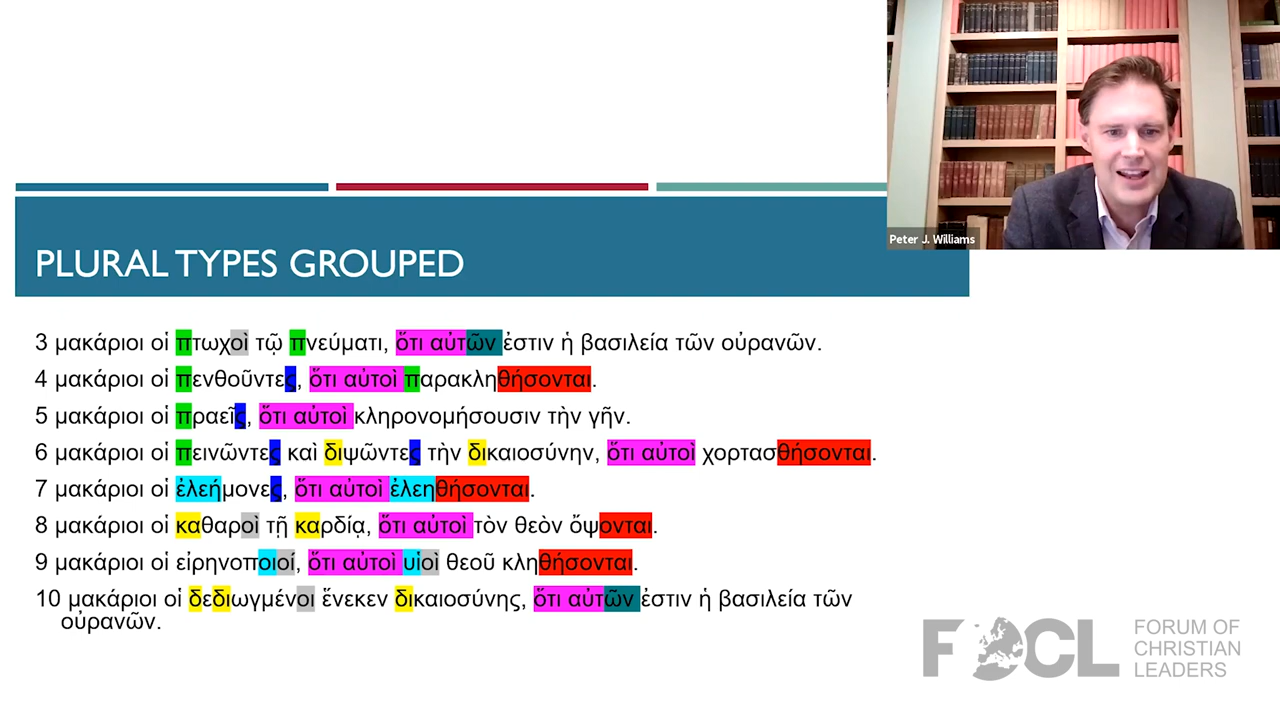 Peter J. Williams
PLURAL TYPES GROUPED
3 μακάριοι οἱ πτωχοὶ τῷ πνεύματι, ὅτι αὐτῶν ἐστιν ἡ βασιλεία τῶν οὐρανῶν.
4 μακάριοι οἱ πενθοῦντες, ὅτι αὐτοὶ παρακληθήσονται.
5 μακάριοι οἱ πραεῖς, ὅτι αὐτοὶ κληρονομήσουσιν τὴν γῆν.
6 μακάριοι οἱ πεινῶντες καὶ διψῶντες τὴν δικαιοσύνην, ὅτι αὐτοὶ χορτασθήσονται.
7 μακάριοι οἱ ἐλεήμονες, ὅτι αὐτοὶ ἐλεηθήσονται.
8 μακάριοι οἱ καθαροὶ τῇ καρδίᾳ, ὅτι αὐτοὶ τὸν θεὸν ὄψονται.
9 μακάριοι οἱ εἰρηνοποιοί, ὅτι αὐτοὶ υἱοὶ θεοῦ κληθήσονται.
10 μακάριοι οἱ δεδιωγμένοι ἕνεκεν δικαιοσύνης, ὅτι αὐτῶν ἐστιν ἡ βασιλεία τῶν
οὐρανῶν.
FOCL
FORUM OF
CHRISTIAN
LEADERS